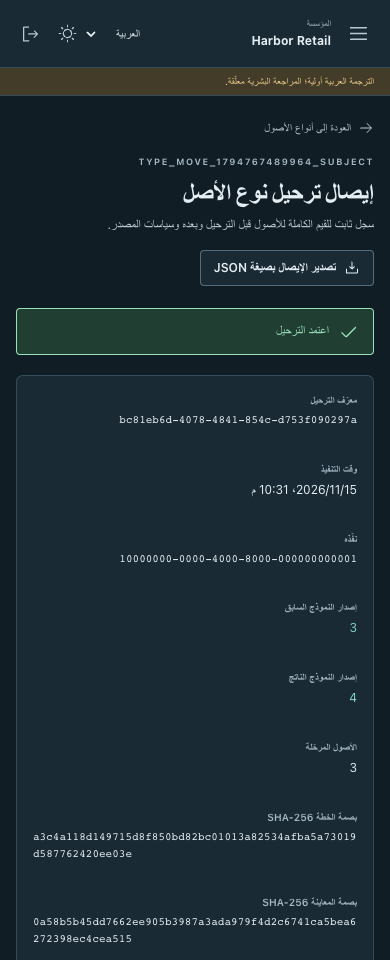 المؤسسة
Harbor Retail
العربية
الترجمة العربية أولية؛ المراجعة البشرية معلّقة.
العودة إلى أنواع الأصول
TYPE_MOVE_1794767489964_SUBJECT
إيصال ترحيل نوع الأصل
سجل ثابت للقيم الكاملة للأصول قبل الترحيل وبعده وسياسات المصدر.
تصدير الإيصال بصيغة JSON
اعتمد الترحيل
معرّف الترحيل
bc81eb6d-4078-4841-854c-d753f090297a
وقت التنفيذ
2026/11/15، 10:31 م
نفّذه
10000000-0000-4000-8000-000000000001
إصدار النموذج السابق
3
إصدار النموذج الناتج
4
الأصول المرحلة
3
بصمة الخطة SHA-256
a3c4a118d149715d8f850bd82bc01013a82534afba5a73019
d587762420ee03e
بصمة المعاينة SHA-256
0a58b5b45dd7662ee905b3987a3ada979f4d2c6741ca5bea6
272398ec4cea515